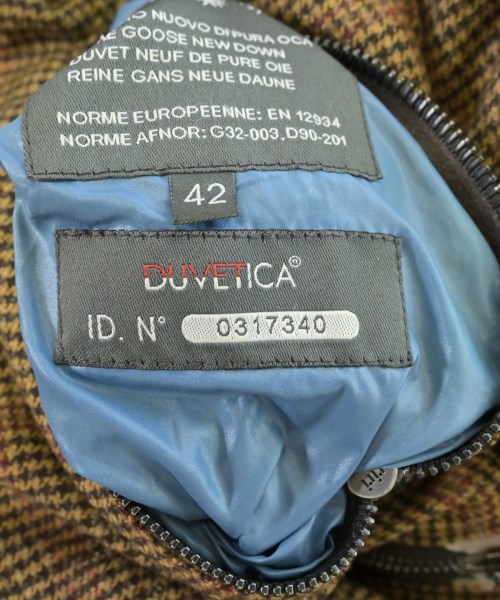 NUOVO DI PURA OCA
GOOSE NEW DOWN
DUVET NEUF DE PURE OIE
REINE GANS NEUE DAUNE
NORME EUROPEENNE: EN 12934
NORME AFNOR: G32-003, D90-201
42
DUVETICA
ID. N° 0317340
riri